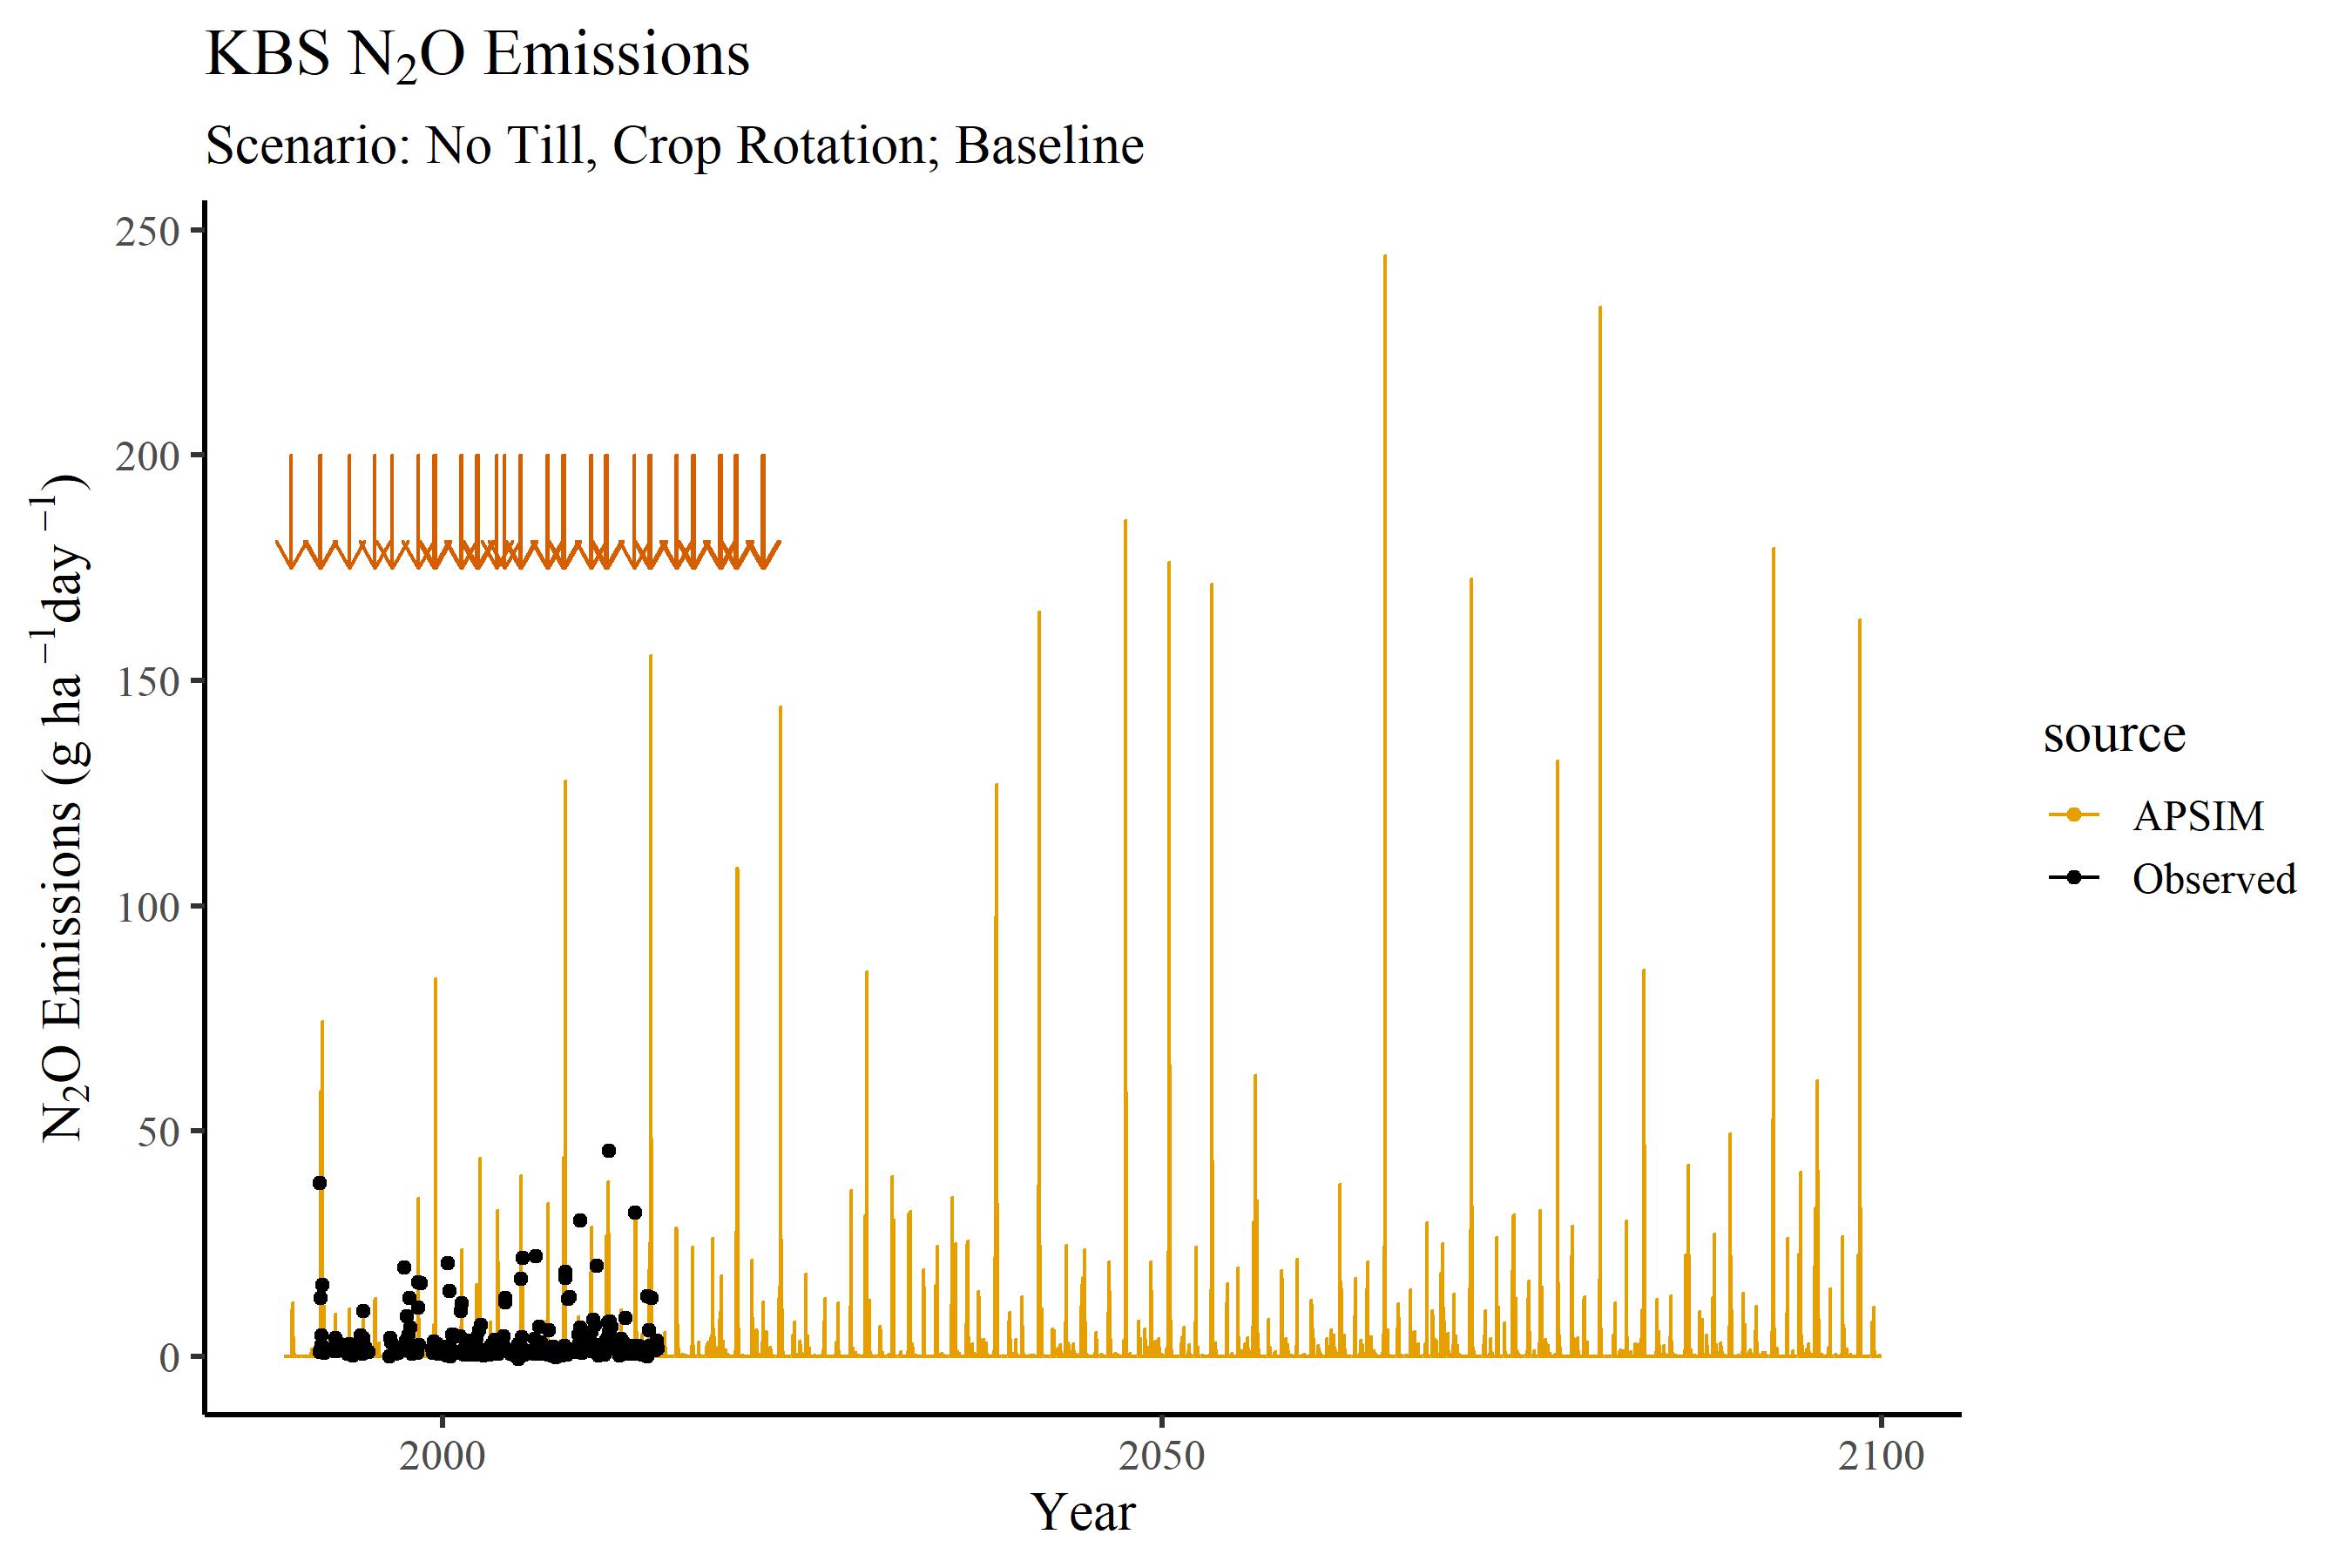 KBS N₂O Emissions
Scenario: No Till, Crop Rotation; Baseline
N₂O Emissions (g ha ⁻¹day ⁻¹)
250
200
150
100
50
0
2000
2050
2100
Year
source
APSIM
Observed